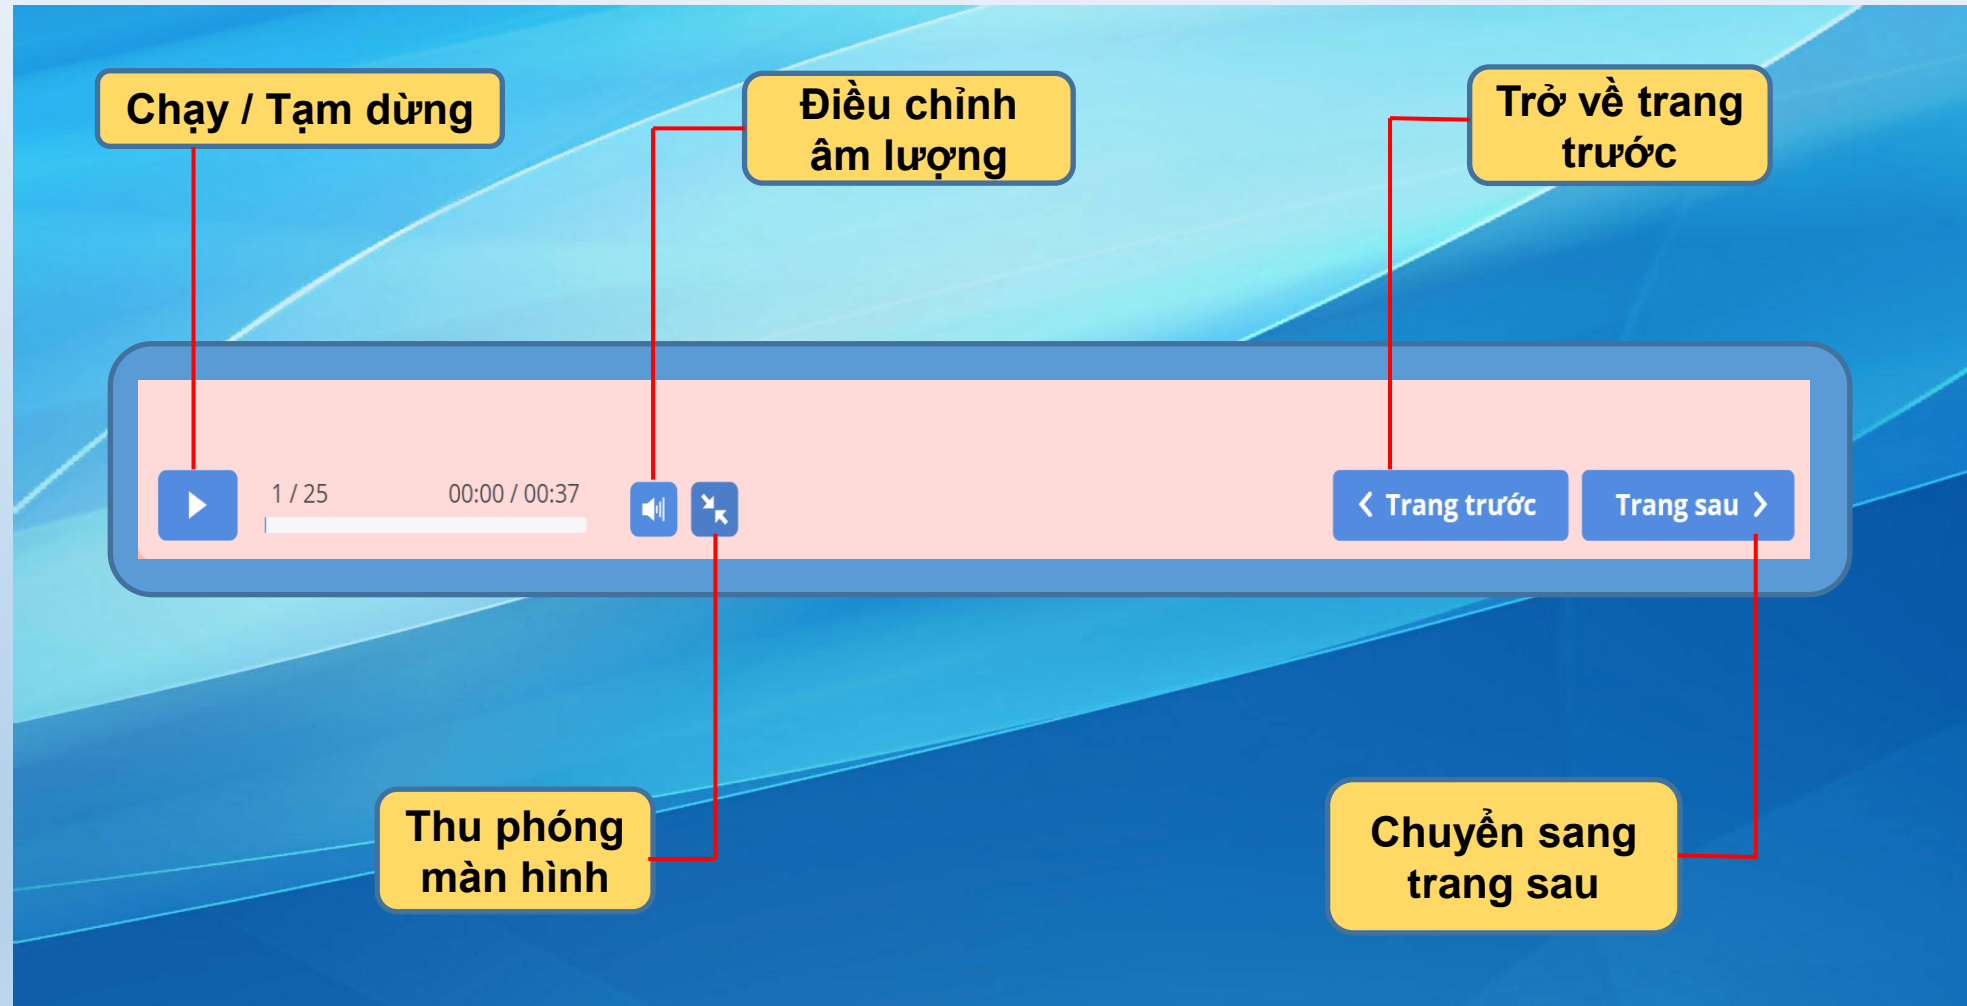 Chạy / Tạm dừng
Điều chỉnh
âm lượng
Trở về trang
trước
1 / 25
00:00 / 00:37
Trang trước
Trang sau
Thu phóng
màn hình
Chuyển sang
trang sau